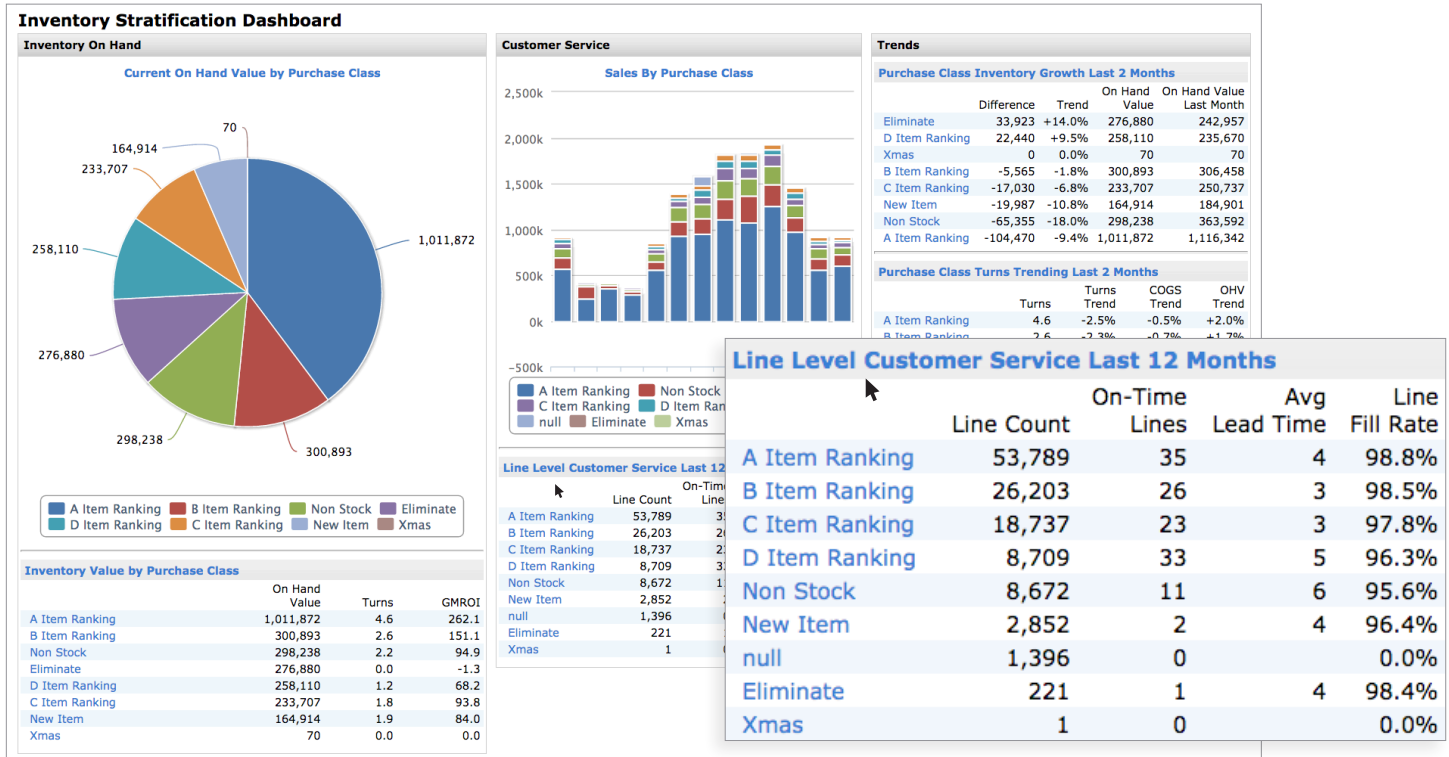 Inventory Stratification Dashboard
Inventory On Hand
Current On Hand Value by Purchase Class
70
164,914
233,707
258,110
1,011,872
276,880
298,238
300,893
A Item Ranking B Item Ranking Non Stock Eliminate
D Item Ranking C Item Ranking New Item Xmas
Inventory Value by Purchase Class
On Hand
Value Turns GMROI
A Item Ranking 1,011,872 4.6 262.1
B Item Ranking 300,893 2.6 151.1
Non Stock 298,238 2.2 94.9
Eliminate 276,880 0.0 -1.3
D Item Ranking 258,110 1.2 68.2
C Item Ranking 233,707 1.8 93.8
New Item 164,914 1.9 84.0
Xmas 70 0.0 0.0
Customer Service
Sales By Purchase Class
2,500k
2,000k
1,500k
1,000k
500k
0k
−500k
A Item Ranking Non Stock
C Item Ranking D Item Ran
null Eliminate Xmas
Line Level Customer Service Last 12
On-Time
Line Count Line
A Item Ranking 53,789 35
B Item Ranking 26,203
C Item Ranking 18,737
D Item Ranking 8,709
Non Stock 8,672
New Item 2,852
null 1,396
Eliminate 221
Xmas 1
Trends
Purchase Class Inventory Growth Last 2 Months
On Hand On Hand Value
Difference Trend Value Last Month
Eliminate 33,923 +14.0% 276,880 242,957
D Item Ranking 22,440 +9.5% 258,110 235,670
Xmas 0 0.0% 70 70
B Item Ranking -5,565 -1.8% 300,893 306,458
C Item Ranking -17,030 -6.8% 233,707 250,737
New Item -19,987 -10.8% 164,914 184,901
Non Stock -65,355 -18.0% 298,238 363,592
A Item Ranking -104,470 -9.4% 1,011,872 1,116,342
Purchase Class Turns Trending Last 2 Months
Turns COGS OHV
Turns Trend Trend Trend
A Item Ranking 4.6 -2.5% -0.5% +2.0%
B Item Ranking 2.6 -2.3% -0.7% +1.7%
Line Level Customer Service Last 12 Months
On-Time Avg Line
Line Count Lines Lead Time Fill Rate
A Item Ranking 53,789 35 4 98.8%
B Item Ranking 26,203 26 3 98.5%
C Item Ranking 18,737 23 3 97.8%
D Item Ranking 8,709 33 5 96.3%
Non Stock 8,672 11 6 95.6%
New Item 2,852 2 4 96.4%
null 1,396 0 0.0%
Eliminate 221 1 4 98.4%
Xmas 1 0 0.0%